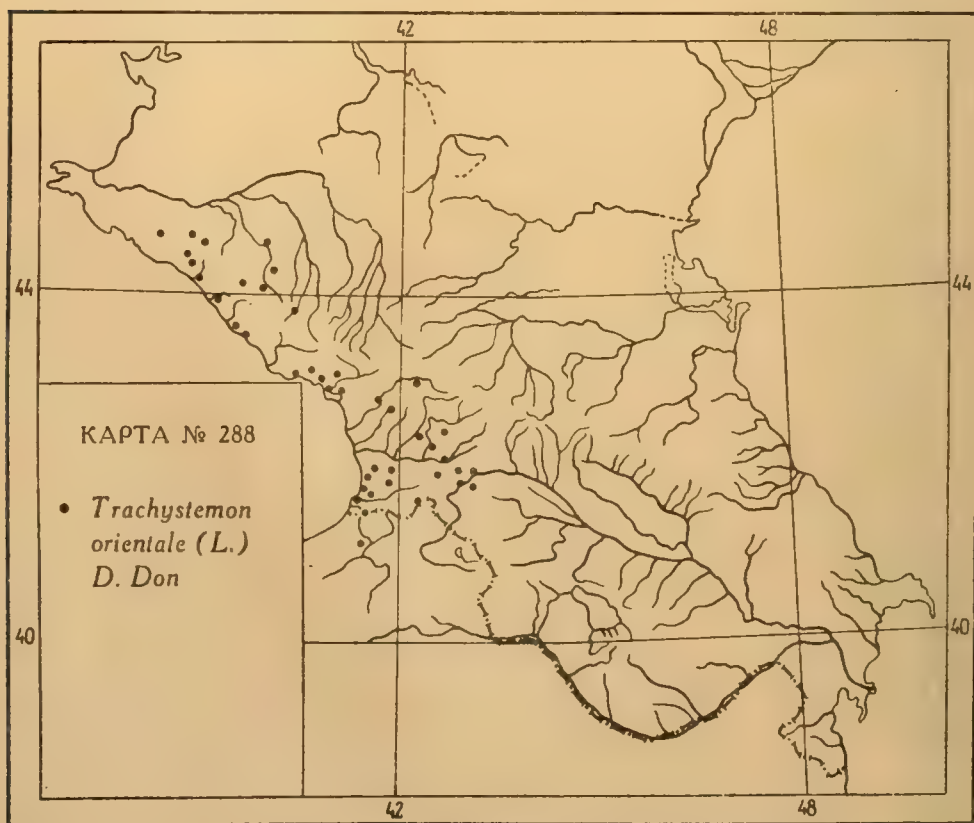 42 48
44 44
КАРТА № 288
• Trachystemon
orientale (L.)
D. Don
40 40
42 48